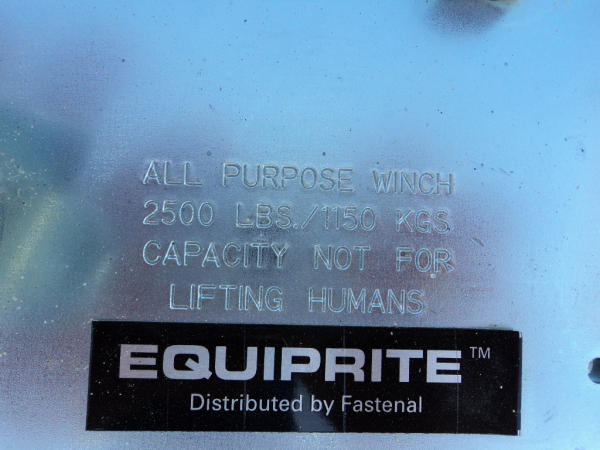 ALL PURPOSE WINCH
2500 LBS./1150 KGS
CAPACITY NOT FOR
LIFTING HUMANS
EQUIPRITE™
Distributed by Fastenal